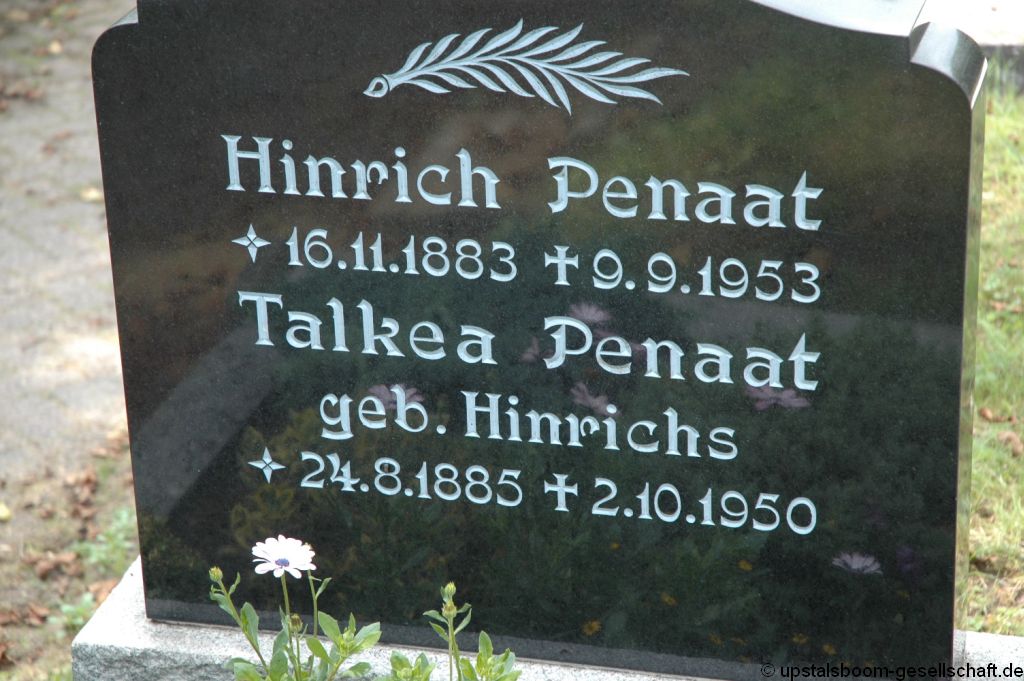 Hinrich Penaat
✧ 16.11.1883 ✝ 9.9.1953
Talkea Penaat
geb. Hinrichs
✧ 24.8.1885 ✝ 2.10.1950
© upstalsboom-gesellschaft.de